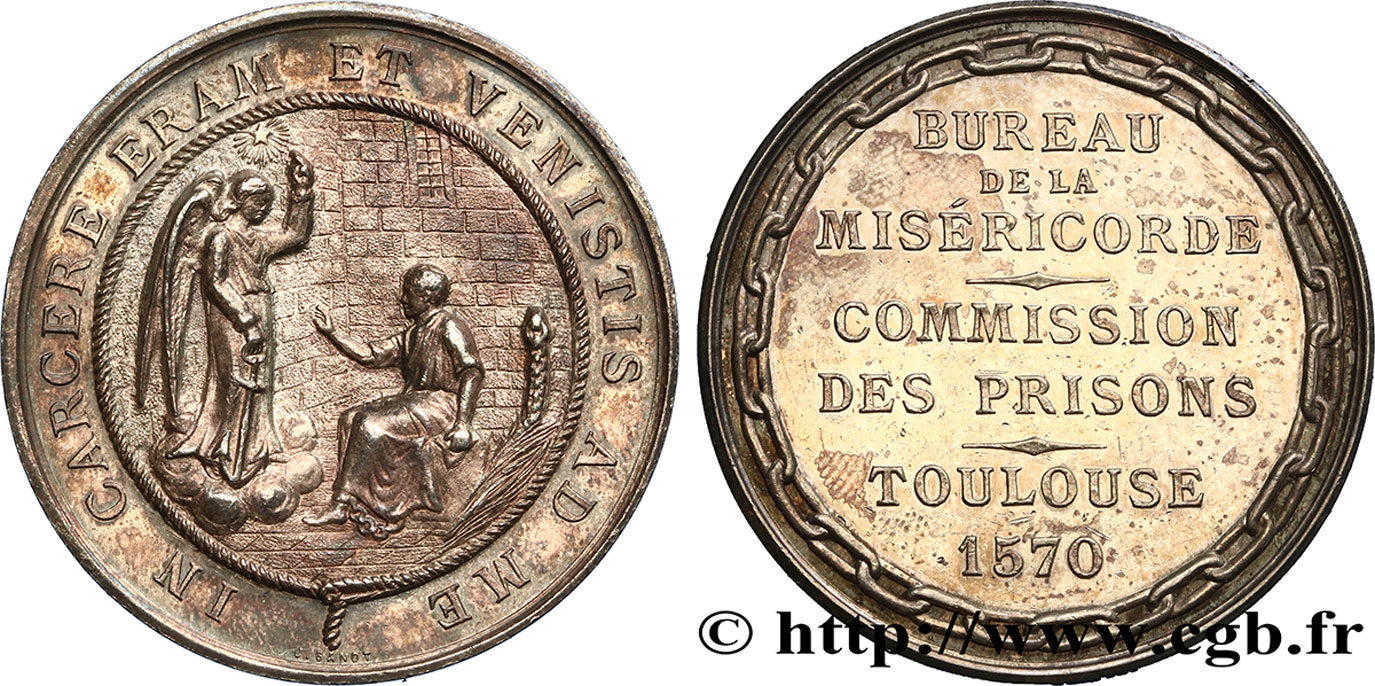 IN CARCERE ERAM ET VENISTIS AD ME
BUREAU
DE LA
MISÉRICORDE
COMMISSION
DES PRISONS
TOULOUSE
1570
© http://www.cgb.fr